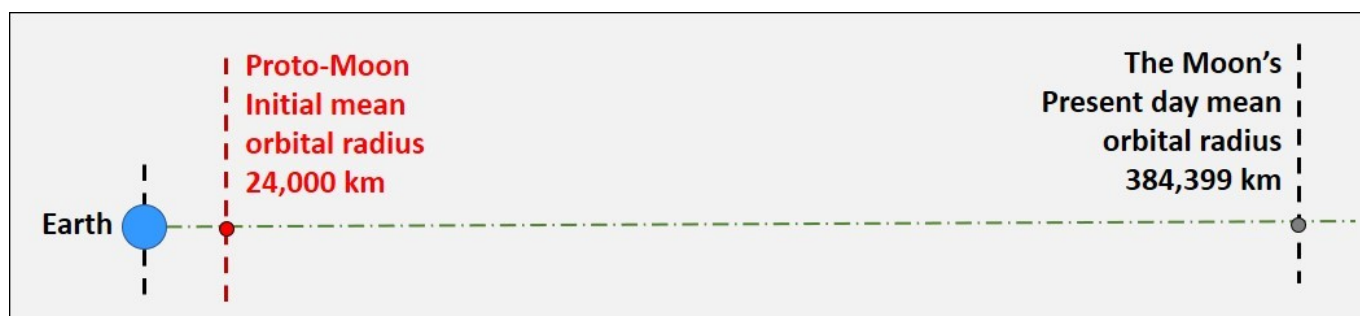 Proto-Moon
Initial mean
orbital radius
24,000 km
The Moon's
Present day mean
orbital radius
384,399 km
Earth